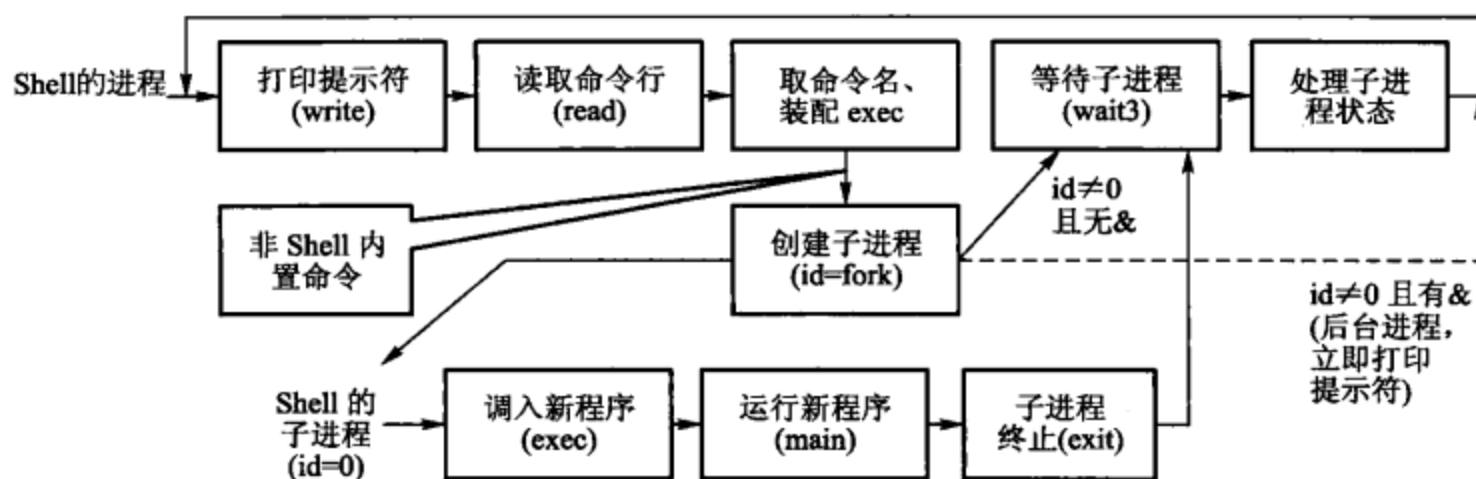 Shell的进程
打印提示符
(write)
读取命令行
(read)
取命令名、
装配 exec
等待子进程
(wait3)
处理子进
程状态
非 Shell 内
置命令
创建子进程
(id=fork)
id≠0
且无&
id≠0 且有&
(后台进程，
立即打印
提示符)
Shell 的
子进程
(id=0)
调入新程序
(exec)
运行新程序
(main)
子进程
终止(exit)